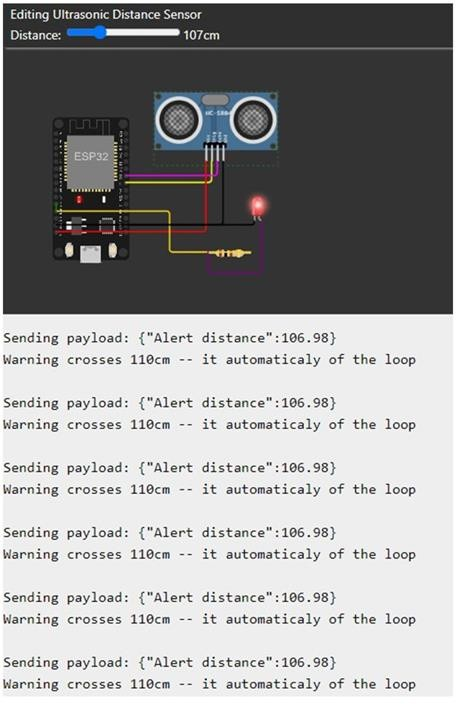 Editing Ultrasonic Distance Sensor
Distance: 107cm
HC-SR04
ESP32
Sending payload: {"Alert distance":106.98}
Warning crosses 110cm -- it automaticaly of the loop
Sending payload: {"Alert distance":106.98}
Warning crosses 110cm -- it automaticaly of the loop
Sending payload: {"Alert distance":106.98}
Warning crosses 110cm -- it automaticaly of the loop
Sending payload: {"Alert distance":106.98}
Warning crosses 110cm -- it automaticaly of the loop
Sending payload: {"Alert distance":106.98}
Warning crosses 110cm -- it automaticaly of the loop
Sending payload: {"Alert distance":106.98}
Warning crosses 110cm -- it automaticaly of the loop